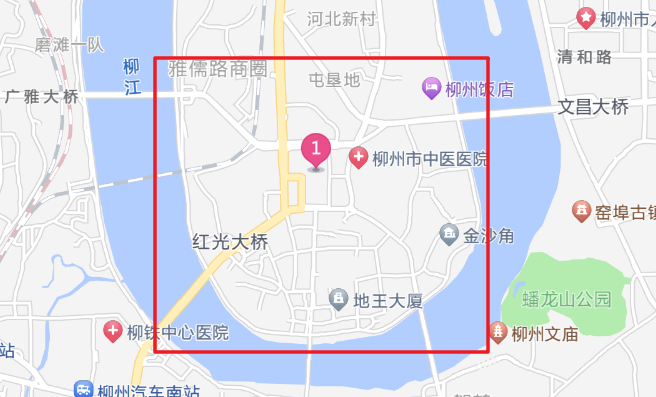 河北新村
柳州市
磨滩一队
清和路
柳江
雅儒路商圈
屯垦地
柳州饭店
广雅大桥
文昌大桥
1
柳州市中医医院
窑埠古镇
红光大桥
金沙角
地王大厦
蟠龙山公园
柳铁中心医院
柳州文庙
站
柳州汽车南站